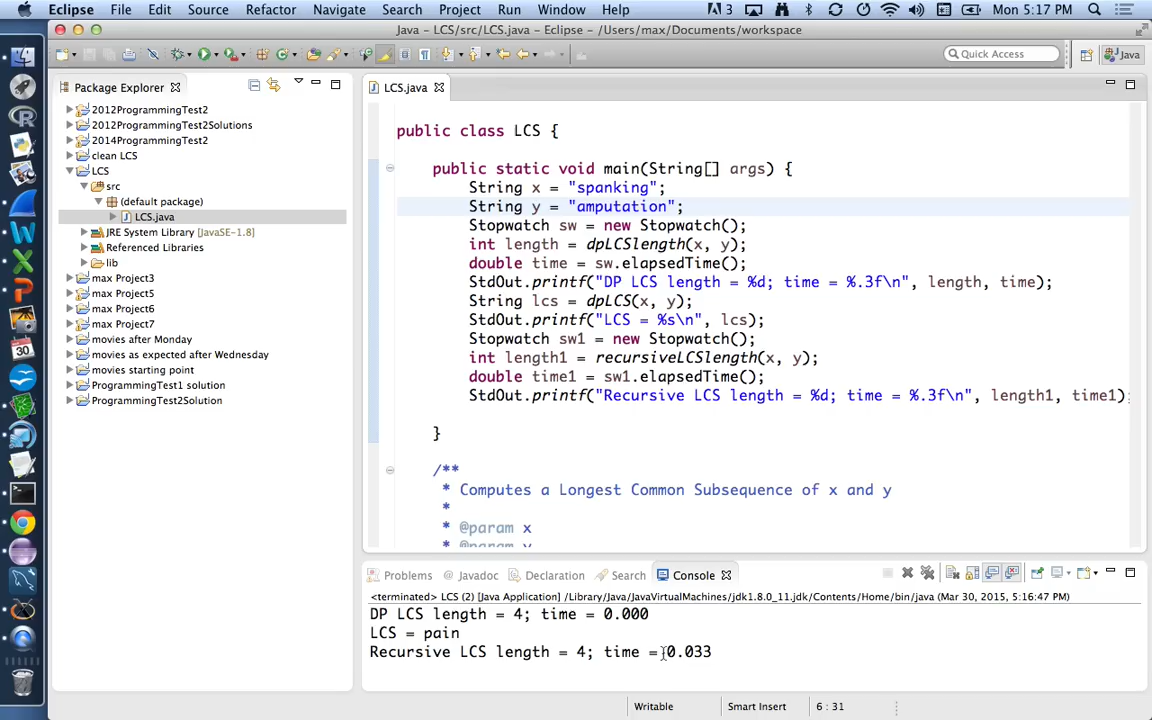 Eclipse File Edit Source Refactor Navigate Search Project Run Window Help 3 Mon 5:17 PM
Java - LCS/src/LCS.java - Eclipse - /Users/max/Documents/workspace
Quick Access Java
Package Explorer
2012ProgrammingTest2
2012ProgrammingTest2Solutions
2014ProgrammingTest2
clean LCS
LCS
src
(default package)
LCS.java
JRE System Library [JavaSE-1.8]
Referenced Libraries
lib
max Project3
max Project5
max Project6
max Project7
movies after Monday
movies as expected after Wednesday
movies starting point
ProgrammingTest1 solution
ProgrammingTest2Solution
LCS.java
public class LCS {
public static void main(String[] args) {
String x = "spanking";
String y = "amputation";
Stopwatch sw = new Stopwatch();
int length = dpLCSlength(x, y);
double time = sw.elapsedTime();
StdOut.printf("DP LCS length = %d; time = %.3f\n", length, time);
String lcs = dpLCS(x, y);
StdOut.printf("LCS = %s\n", lcs);
Stopwatch sw1 = new Stopwatch();
int length1 = recursiveLCSlength(x, y);
double time1 = sw1.elapsedTime();
StdOut.printf("Recursive LCS length = %d; time = %.3f\n", length1, time1);
}
/**
* Computes a Longest Common Subsequence of x and y
*
* @param x
* @param y
Problems @ Javadoc Declaration Search Console
<terminated> LCS (2) [Java Application] /Library/Java/JavaVirtualMachines/jdk1.8.0_11.jdk/Contents/Home/bin/java (Mar 30, 2015, 5:16:47 PM)
DP LCS length = 4; time = 0.000
LCS = pain
Recursive LCS length = 4; time = 0.033
Writable Smart Insert 6 : 31